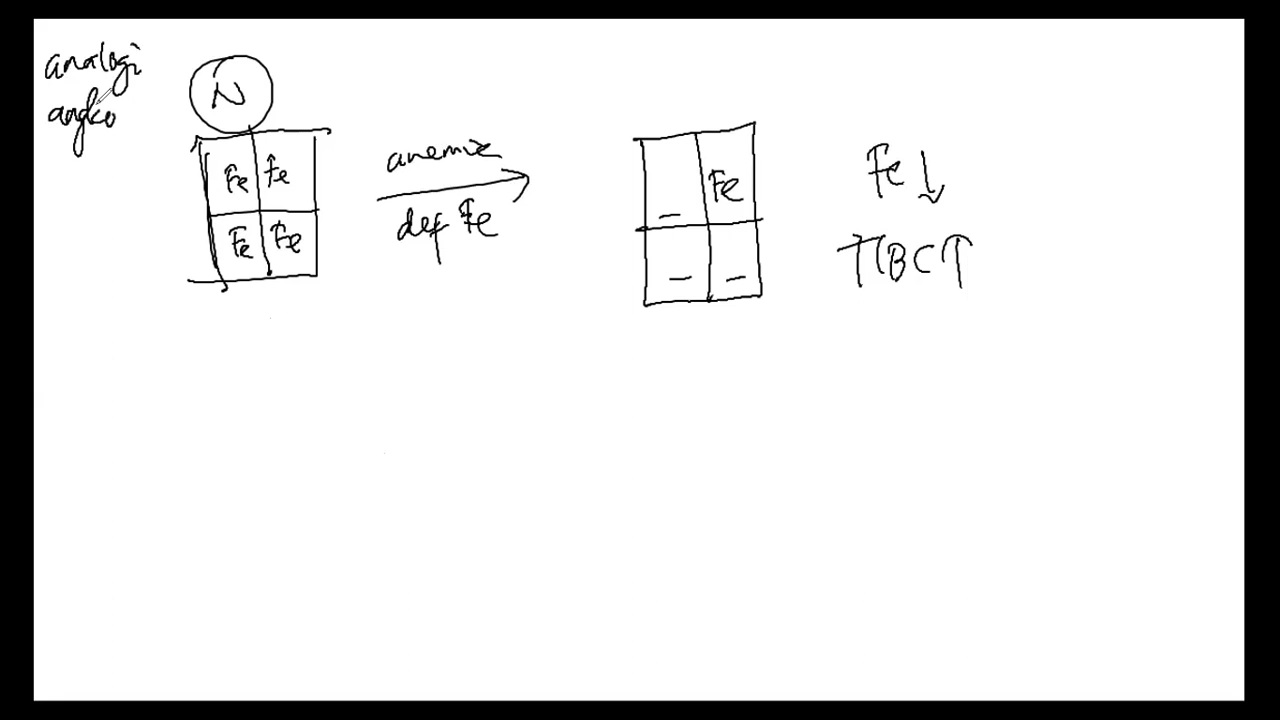 analogi
angko
N
Fe Fe
Fe Fe
anemia
def Fe
Fe
- 
- -
Fe ↓
TIBC ↑